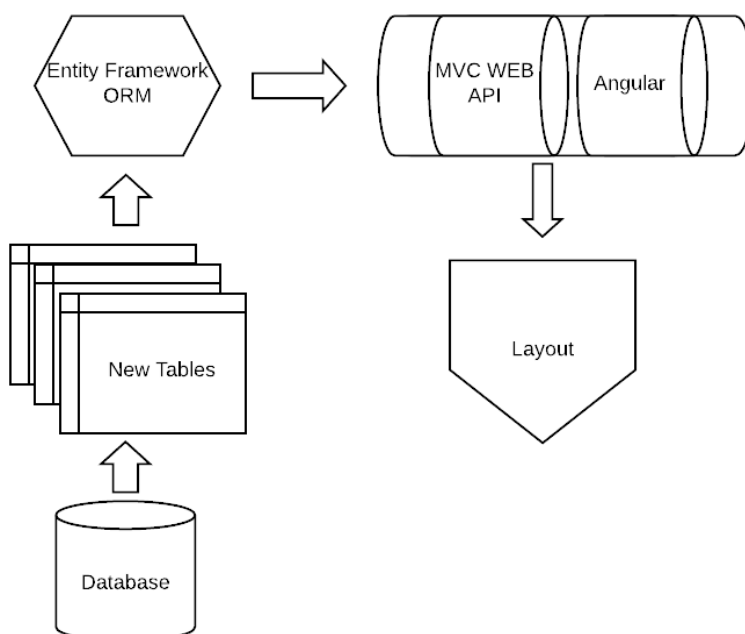 Entity Framework
ORM
MVC WEB
API
Angular
New Tables
Layout
Database